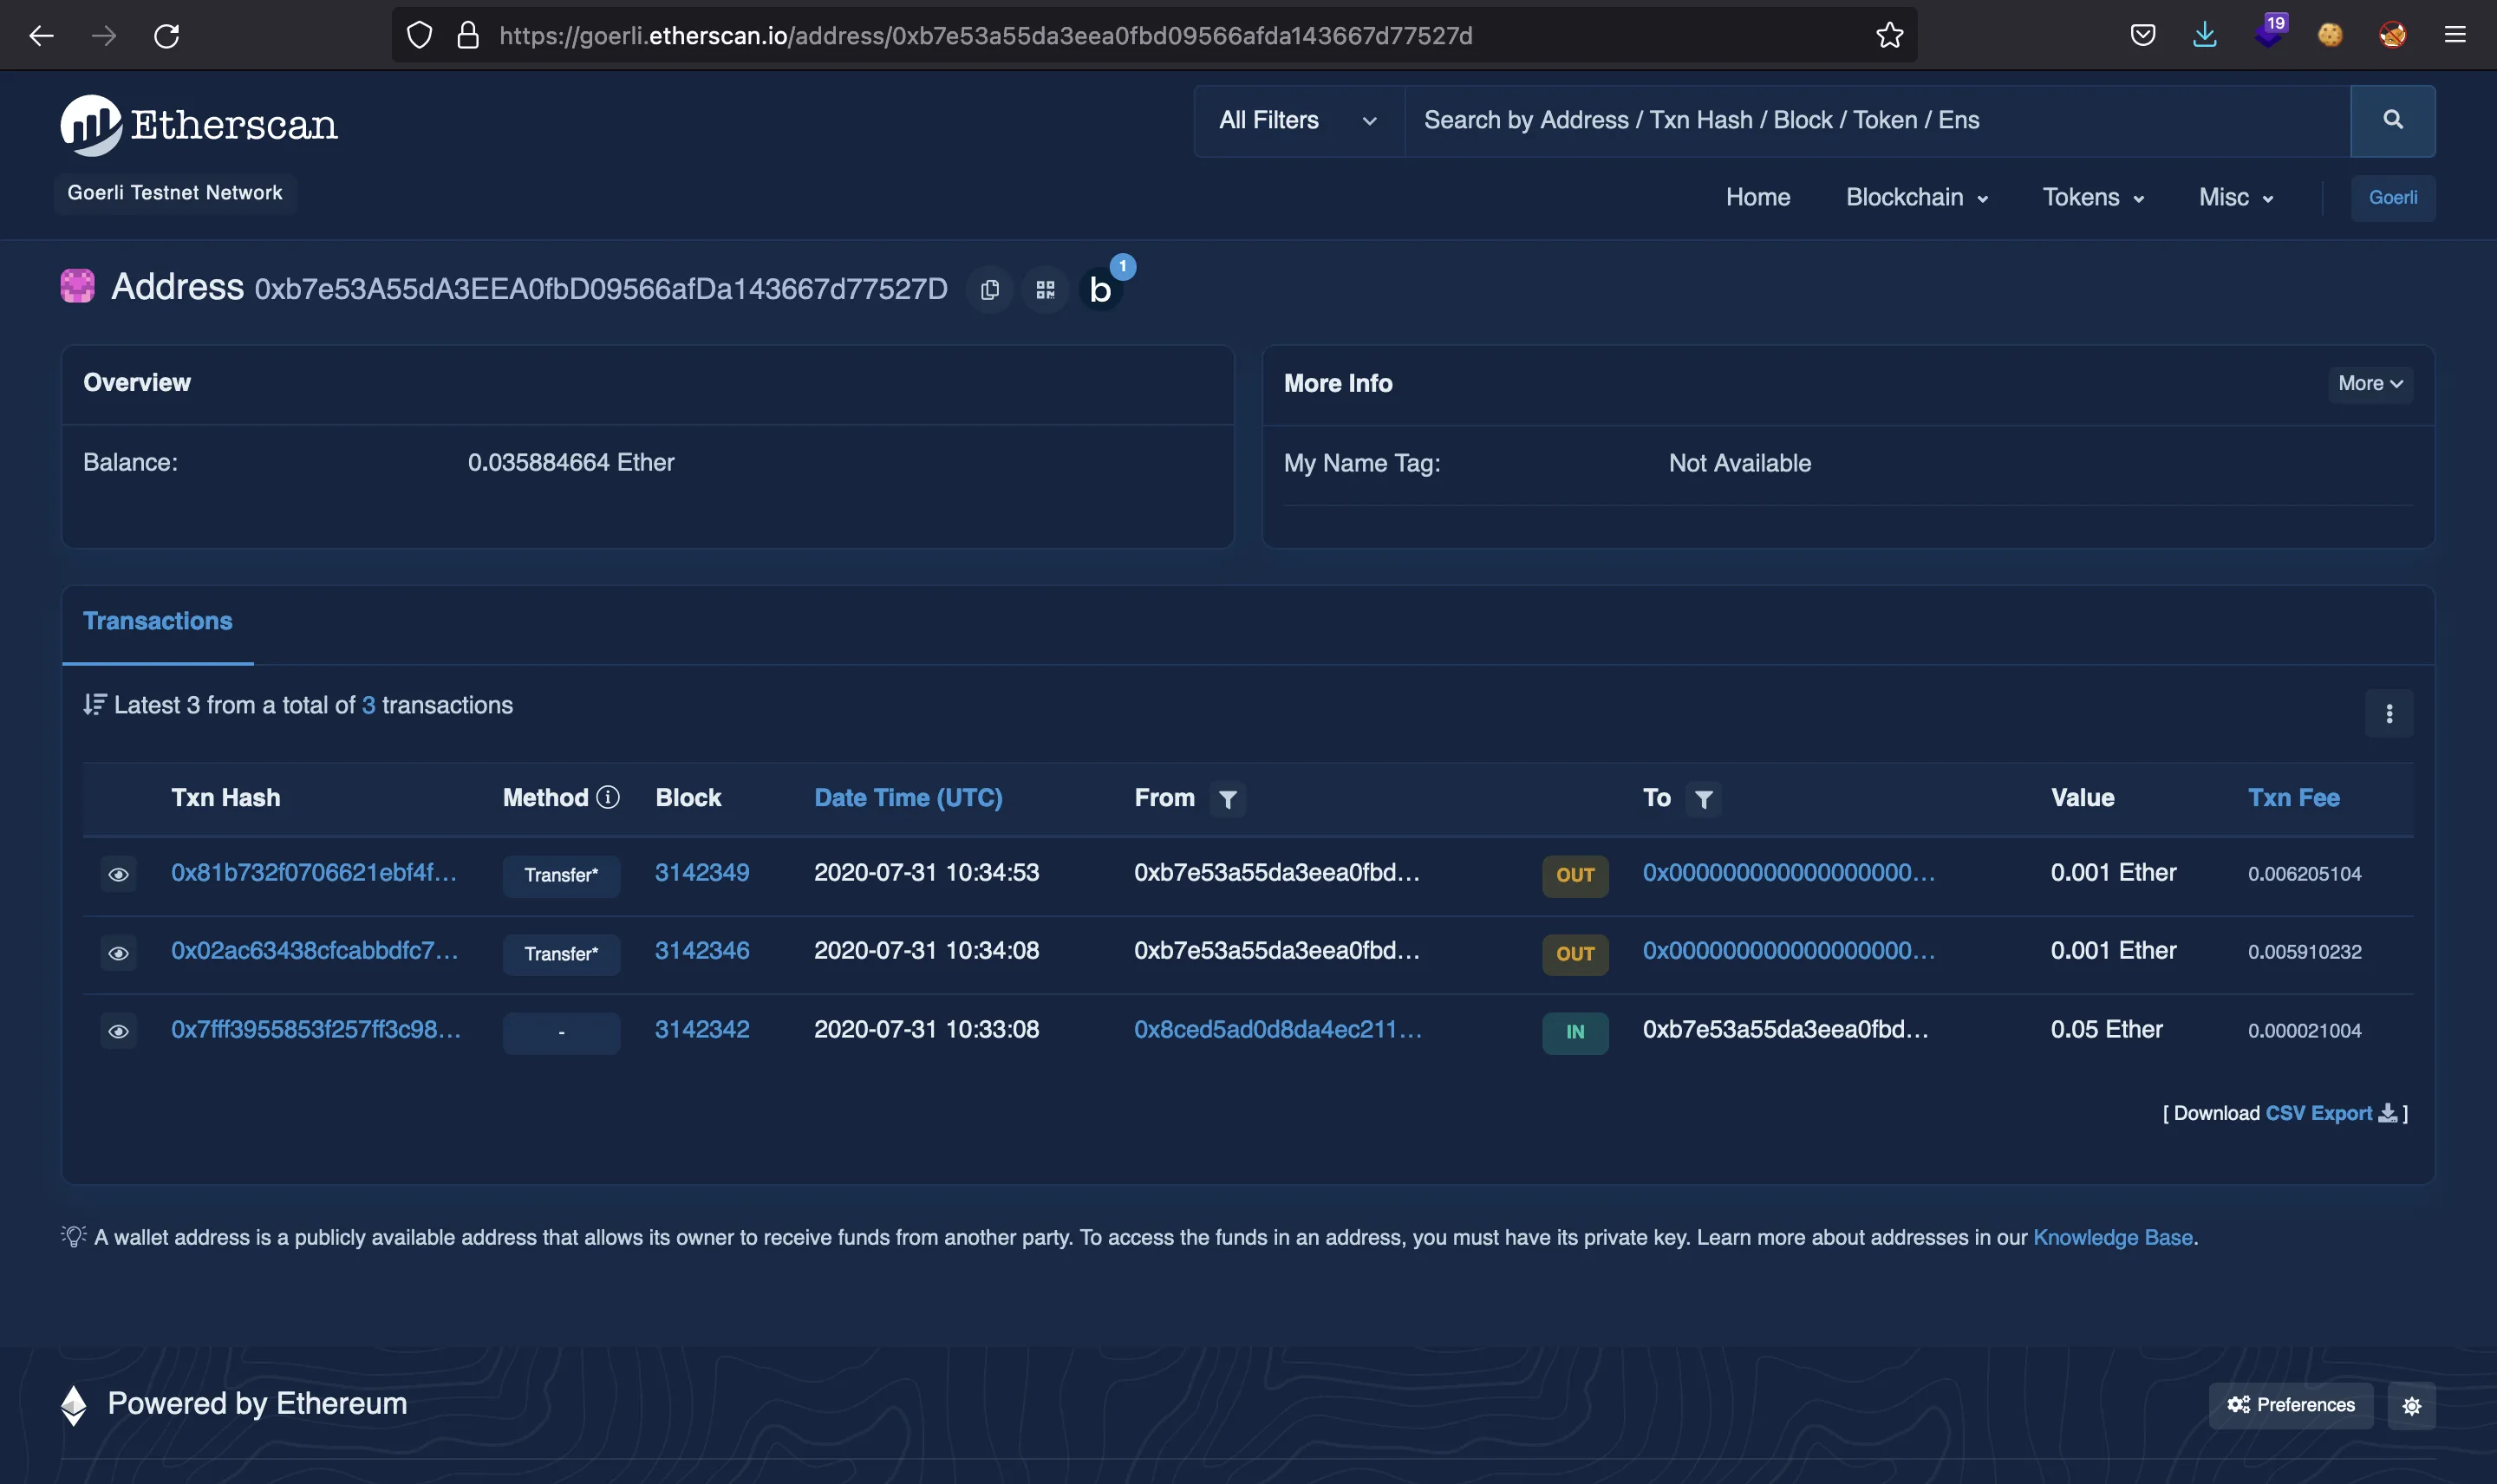 https://goerli.etherscan.io/address/0xb7e53a55da3eea0fbd09566afda143667d77527d
19
Etherscan
All Filters
Search by Address / Txn Hash / Block / Token / Ens
Goerli Testnet Network
Home Blockchain Tokens Misc Goerli
Address 0xb7e53A55dA3EEA0fbD09566afDa143667d77527D b 1
Overview
Balance: 0.035884664 Ether
More Info More
My Name Tag: Not Available
Transactions
Latest 3 from a total of 3 transactions
Txn Hash Method Block Date Time (UTC) From To Value Txn Fee
0x81b732f0706621ebf4f... Transfer* 3142349 2020-07-31 10:34:53 0xb7e53a55da3eea0fbd... OUT 0x0000000000000000000... 0.001 Ether 0.006205104
0x02ac63438cfcabbdfc7... Transfer* 3142346 2020-07-31 10:34:08 0xb7e53a55da3eea0fbd... OUT 0x0000000000000000000... 0.001 Ether 0.005910232
0x7fff3955853f257ff3c98... - 3142342 2020-07-31 10:33:08 0x8ced5ad0d8da4ec211... IN 0xb7e53a55da3eea0fbd... 0.05 Ether 0.000021004
[ Download CSV Export ]
A wallet address is a publicly available address that allows its owner to receive funds from another party. To access the funds in an address, you must have its private key. Learn more about addresses in our Knowledge Base.
Powered by Ethereum
Preferences